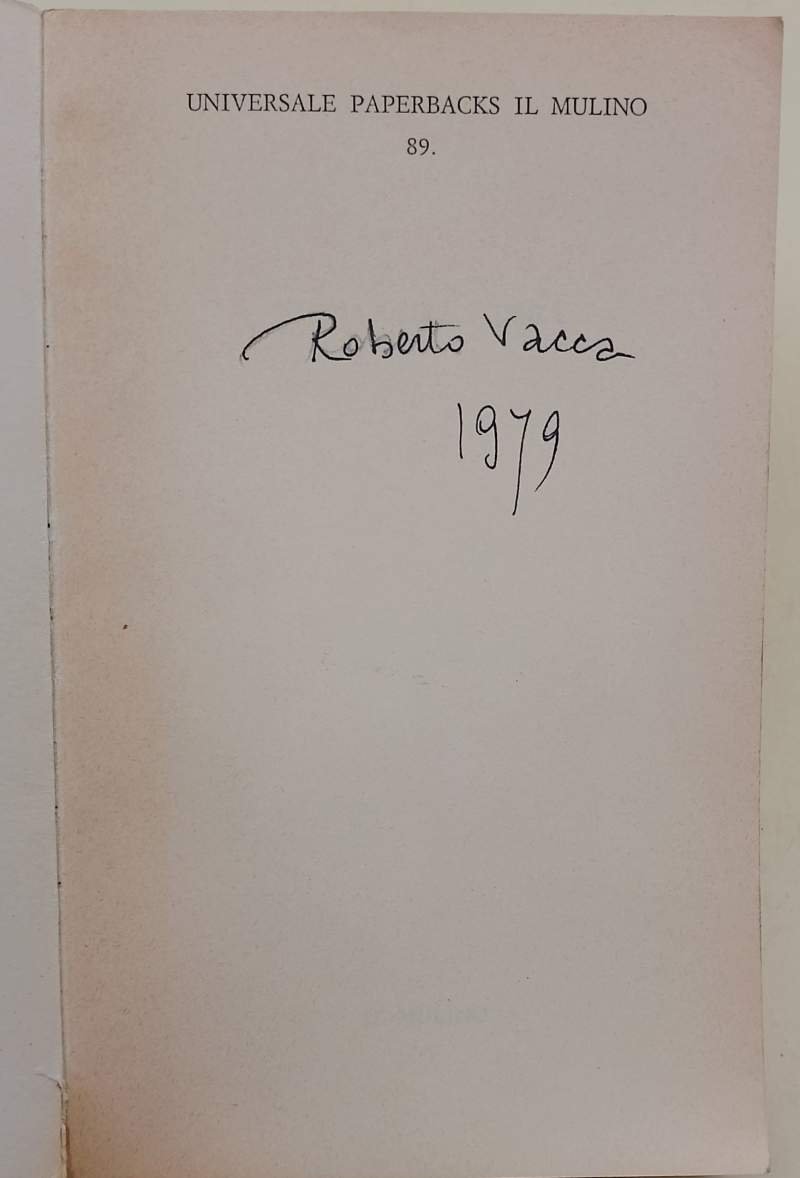 UNIVERSALE PAPERBACKS IL MULINO
89.
Roberto Vacca
1979